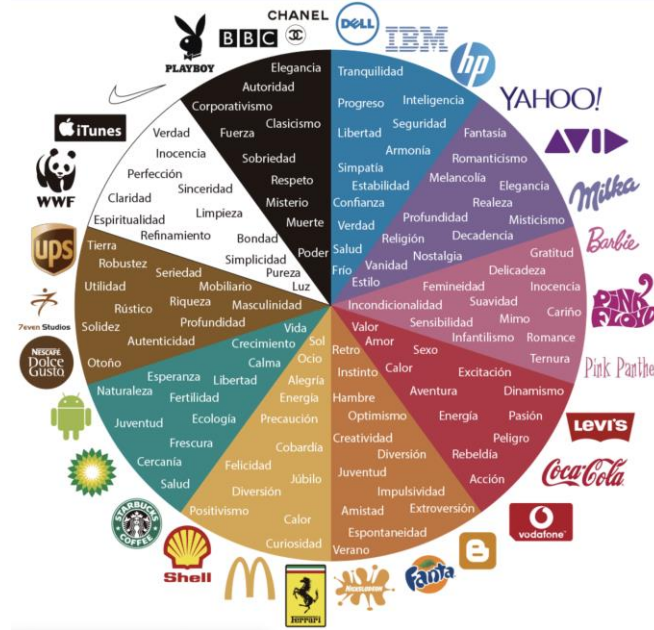 CHANEL
DELL
BBC
IBM
PLAYBOY
hp
YAHOO!
iTunes
AVID
WWF
Milka
ups
Barbie
7even Studios
PINK FLOYD
NESCAFÉ
Dolce
Gusto
Pink Panther
LEVI'S
Coca-Cola
STARBUCKS
COFFEE
vodafone
Shell
Fanta
NICKELODEON
Ferrari
Elegancia
Autoridad
Corporativismo
Clasicismo
Fuerza
Sobriedad
Respeto
Misterio
Muerte
Poder
Tranquilidad
Progreso
Inteligencia
Seguridad
Libertad
Armonía
Simpatía
Estabilidad
Confianza
Verdad
Salud
Frío
Fantasía
Romanticismo
Melancolía
Elegancia
Realeza
Misticismo
Profundidad
Decadencia
Religión
Nostalgia
Vanidad
Estilo
Gratitud
Delicadeza
Inocencia
Femineidad
Suavidad
Cariño
Incondicionalidad
Mimo
Sensibilidad
Romance
Infantilismo
Ternura
Valor
Amor
Sexo
Calor
Excitación
Dinamismo
Aventura
Pasión
Energía
Peligro
Rebeldía
Acción
Retro
Instinto
Hambre
Optimismo
Creatividad
Diversión
Juventud
Impulsividad
Amistad
Extroversión
Espontaneidad
Verano
Sol
Ocio
Alegría
Energía
Precaución
Cobardía
Felicidad
Júbilo
Diversión
Positivismo
Calor
Curiosidad
Vida
Crecimiento
Calma
Esperanza
Libertad
Naturaleza
Fertilidad
Juventud
Ecología
Frescura
Cercanía
Salud
Tierra
Robustez
Seriedad
Utilidad
Mobiliario
Riqueza
Rústico
Masculinidad
Solidez
Profundidad
Autenticidad
Otoño
Verdad
Inocencia
Perfección
Sinceridad
Claridad
Limpieza
Espiritualidad
Refinamiento
Bondad
Simplicidad
Pureza
Luz